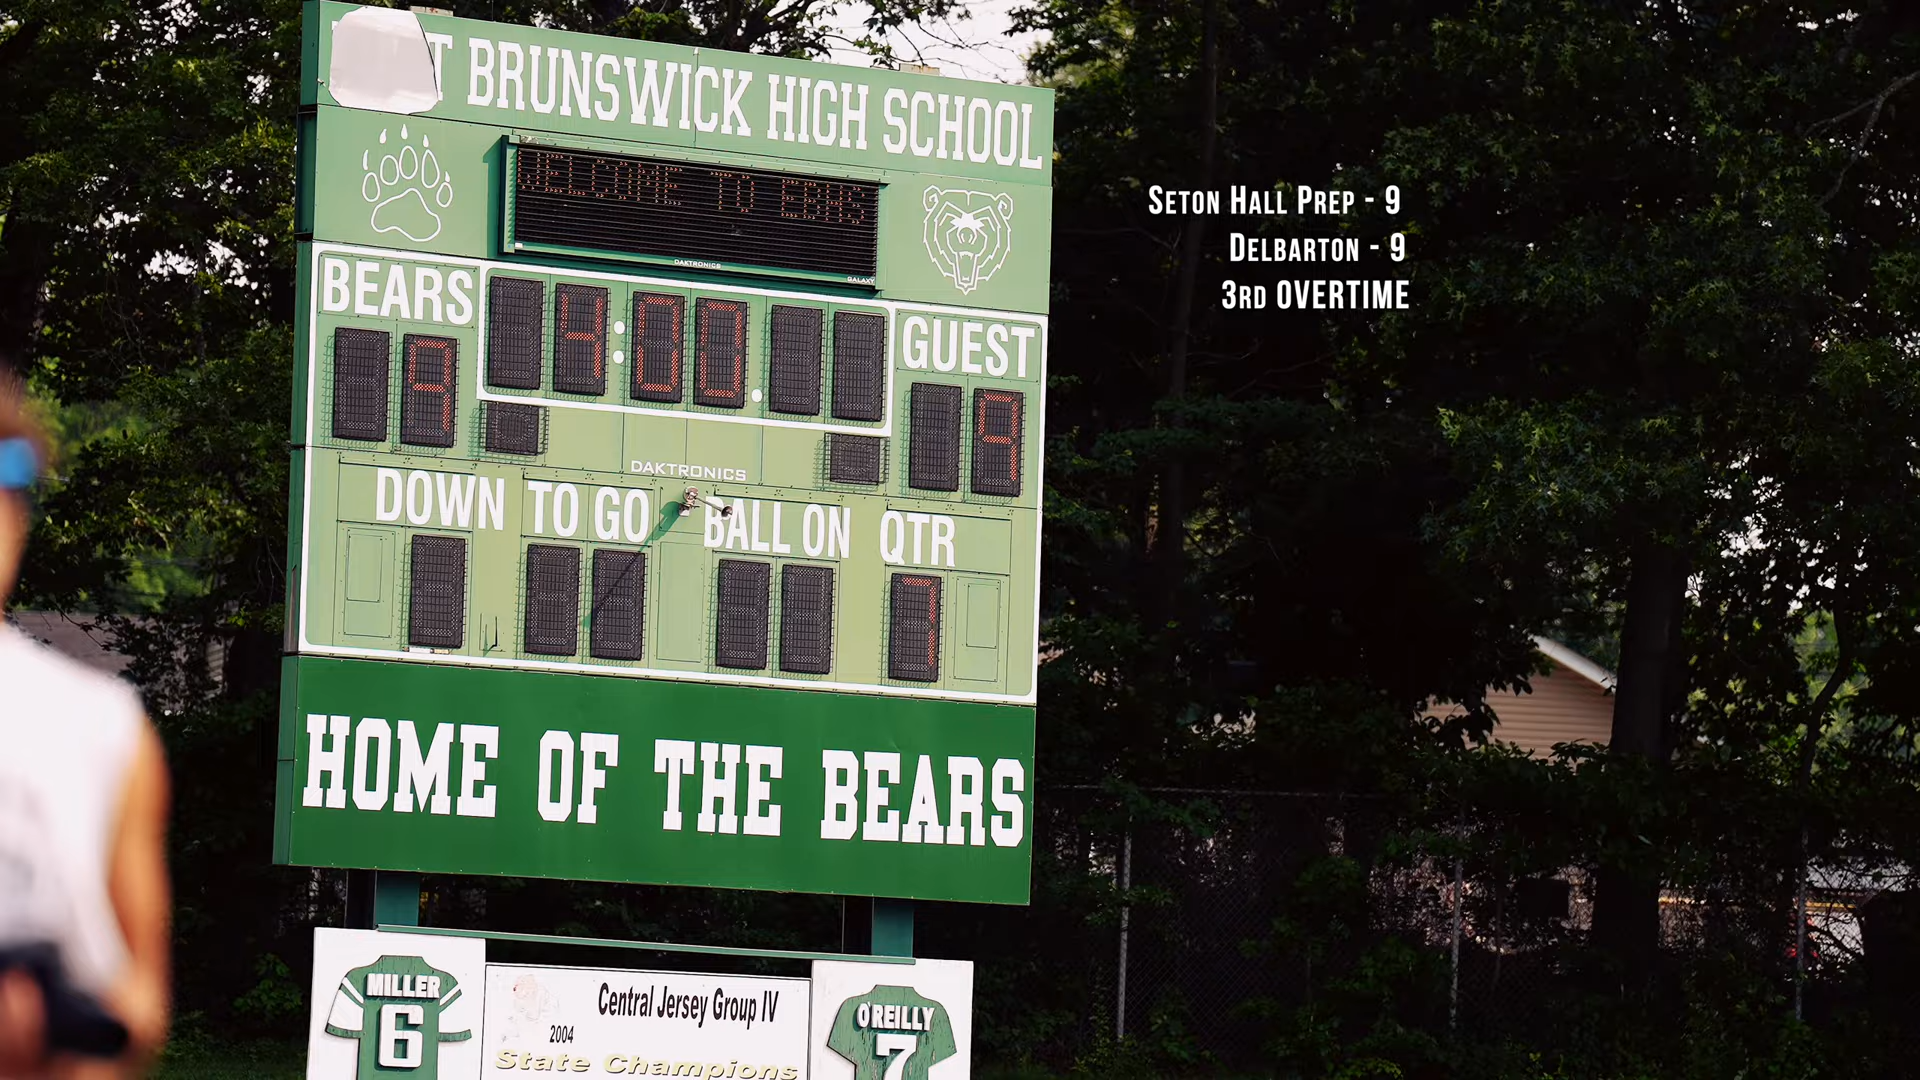 T BRUNSWICK HIGH SCHOOL
WELCOME TO EBHS
DAKTRONICS
GALAXY
BEARS
4:00.
GUEST
9
9
DAKTRONICS
DOWN TO GO BALL ON QTR
1
HOME OF THE BEARS
MILLER
6
Central Jersey Group IV
2004
State Champions
O'REILLY
7
SETON HALL PREP - 9
DELBARTON - 9
3RD OVERTIME